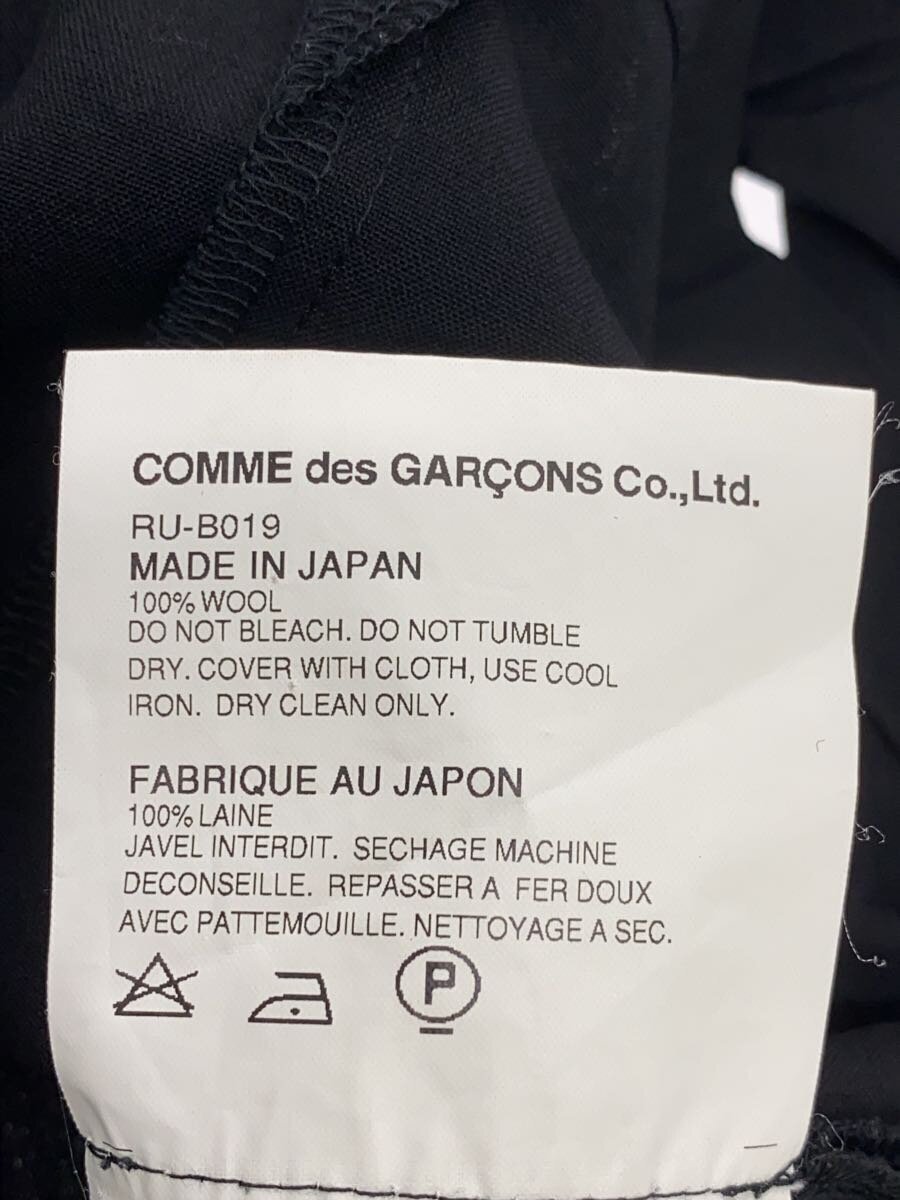 COMME des GARÇONS Co.,Ltd.
RU-B019
MADE IN JAPAN
100% WOOL
DO NOT BLEACH. DO NOT TUMBLE
DRY. COVER WITH CLOTH, USE COOL
IRON. DRY CLEAN ONLY.
FABRIQUE AU JAPON
100% LAINE
JAVEL INTERDIT. SECHAGE MACHINE
DECONSEILLE. REPASSER A FER DOUX
AVEC PATTEMOUILLE. NETTOYAGE A SEC.
P